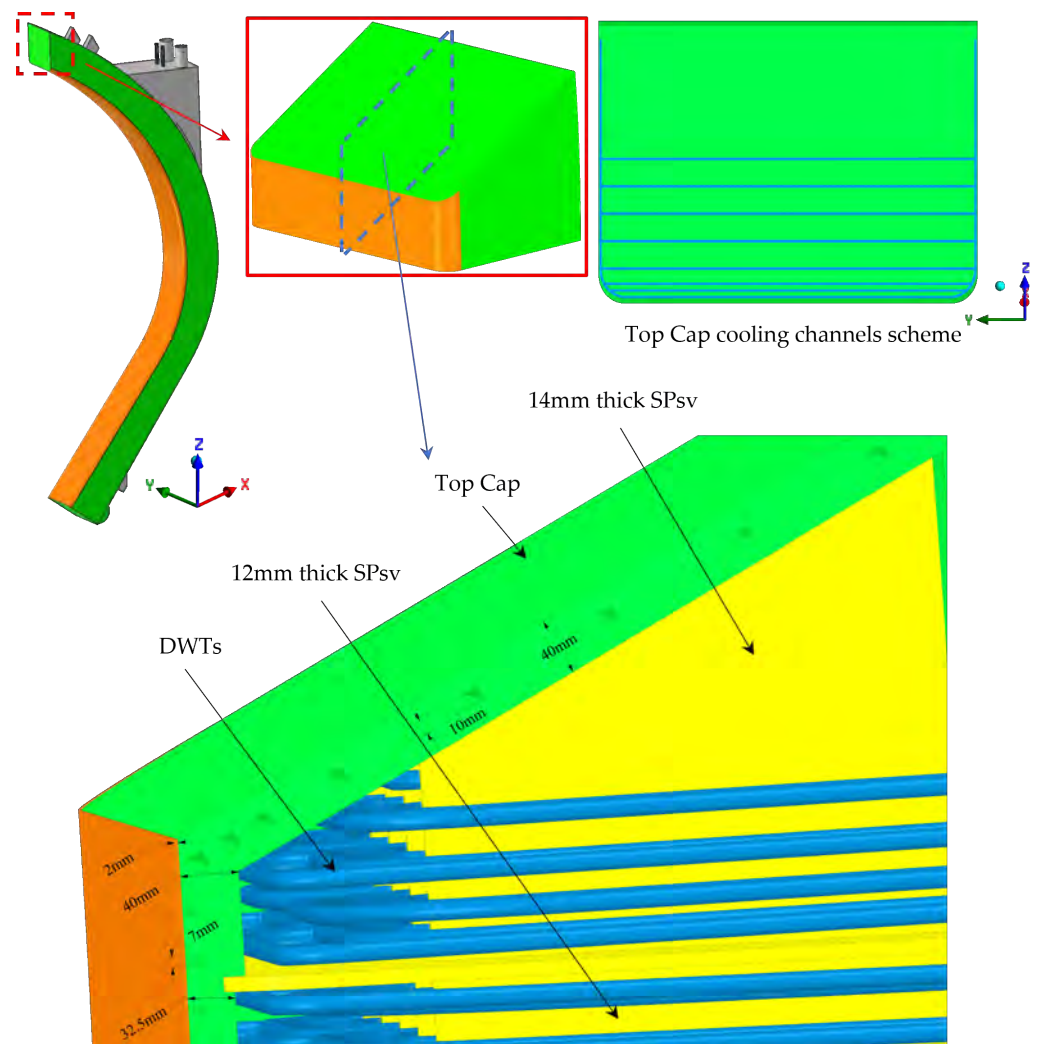 Z
Y
Top Cap cooling channels scheme
14mm thick SPsv
Z
Y
X
Top Cap
12mm thick SPsv
DWTs
40mm
10mm
2mm
40mm
7mm
32.5mm